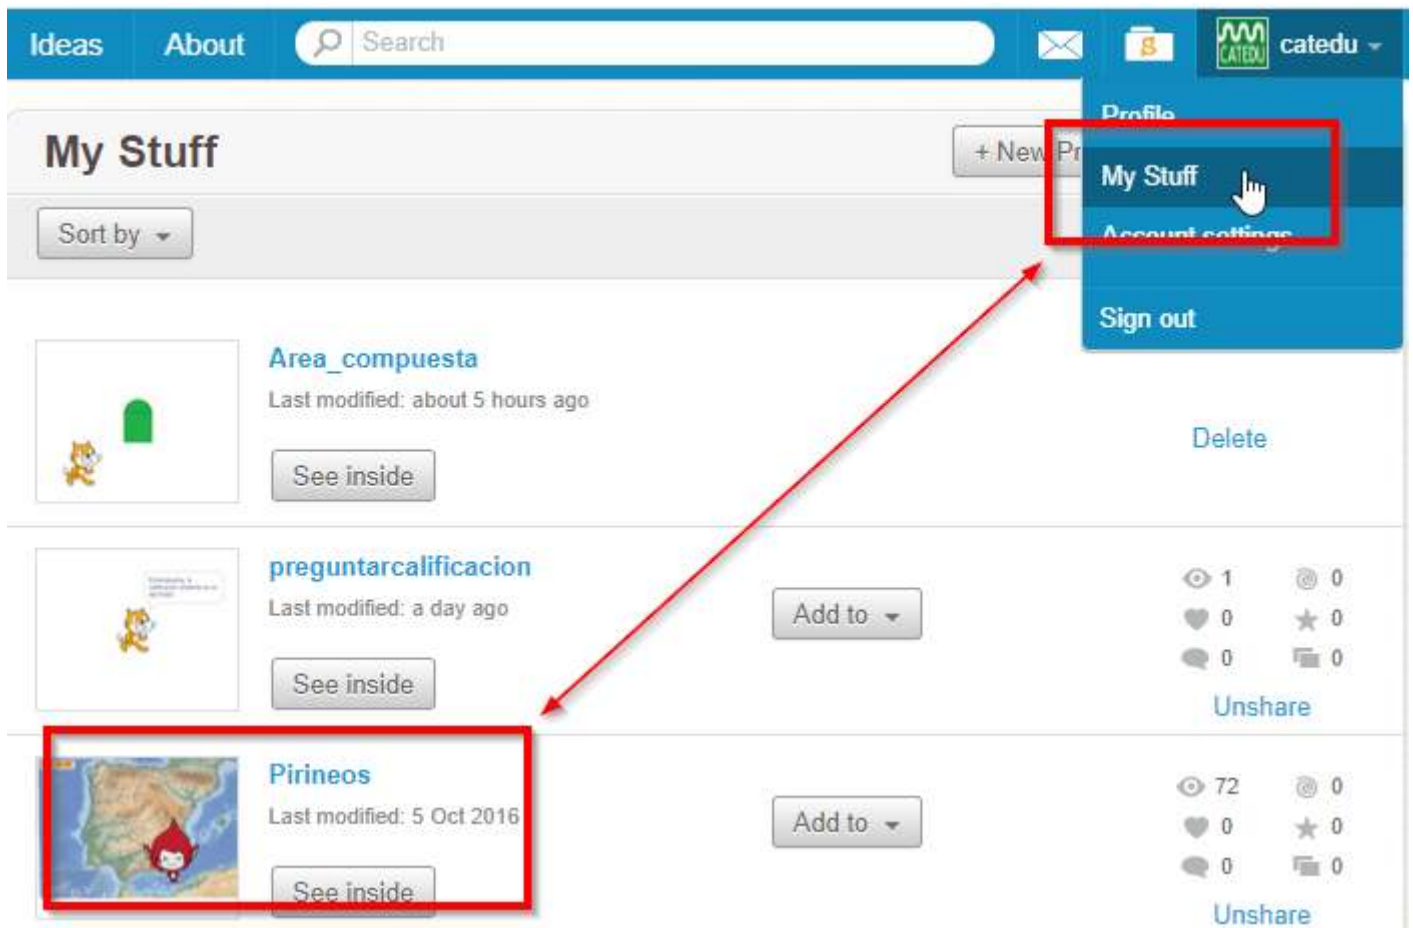 Ideas About Search catedu
CATEDU
Profile
My Stuff
+ New Pr
My Stuff
Sort by
Account settings
Sign out
Area_compuesta
Last modified: about 5 hours ago
See inside
Delete
preguntarcalificacion
Last modified: a day ago
See inside
Add to
1 0
0 0
0 0
Unshare
Pirineos
Last modified: 5 Oct 2016
See inside
Add to
72 0
0 0
0 0
Unshare